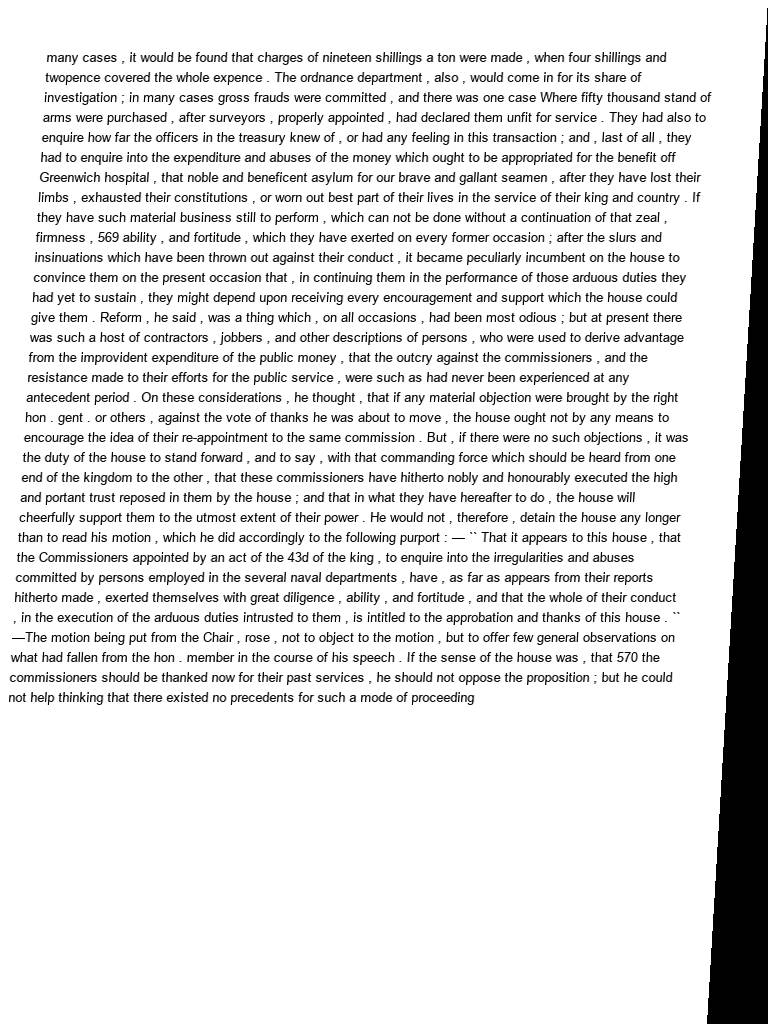 many cases , it would be found that charges of nineteen shillings a ton were made , when four shillings and
twopence covered the whole expence . The ordnance department , also , would come in for its share of
investigation ; in many cases gross frauds were committed , and there was one case Where fifty thousand stand of
arms were purchased , after surveyors , properly appointed , had declared them unfit for service . They had also to
enquire how far the officers in the treasury knew of , or had any feeling in this transaction ; and , last of all , they
had to enquire into the expenditure and abuses of the money which ought to be appropriated for the benefit off
Greenwich hospital , that noble and beneficent asylum for our brave and gallant seamen , after they have lost their
limbs , exhausted their constitutions , or worn out best part of their lives in the service of their king and country . If
they have such material business still to perform , which can not be done without a continuation of that zeal ,
firmness , 569 ability , and fortitude , which they have exerted on every former occasion ; after the slurs and
insinuations which have been thrown out against their conduct , it became peculiarly incumbent on the house to
convince them on the present occasion that , in continuing them in the performance of those arduous duties they
had yet to sustain , they might depend upon receiving every encouragement and support which the house could
give them . Reform , he said , was a thing which , on all occasions , had been most odious ; but at present there
was such a host of contractors , jobbers , and other descriptions of persons , who were used to derive advantage
from the improvident expenditure of the public money , that the outcry against the commissioners , and the
resistance made to their efforts for the public service , were such as had never been experienced at any
antecedent period . On these considerations , he thought , that if any material objection were brought by the right
hon . gent . or others , against the vote of thanks he was about to move , the house ought not by any means to
encourage the idea of their re-appointment to the same commission . But , if there were no such objections , it was
the duty of the house to stand forward , and to say , with that commanding force which should be heard from one
end of the kingdom to the other , that these commissioners have hitherto nobly and honourably executed the high
and portant trust reposed in them by the house ; and that in what they have hereafter to do , the house will
cheerfully support them to the utmost extent of their power . He would not , therefore , detain the house any longer
than to read his motion , which he did accordingly to the following purport : — `` That it appears to this house , that
the Commissioners appointed by an act of the 43d of the king , to enquire into the irregularities and abuses
committed by persons employed in the several naval departments , have , as far as appears from their reports
hitherto made , exerted themselves with great diligence , ability , and fortitude , and that the whole of their conduct
, in the execution of the arduous duties intrusted to them , is intitled to the approbation and thanks of this house . ``
—The motion being put from the Chair , rose , not to object to the motion , but to offer few general observations on
what had fallen from the hon . member in the course of his speech . If the sense of the house was , that 570 the
commissioners should be thanked now for their past services , he should not oppose the proposition ; but he could
not help thinking that there existed no precedents for such a mode of proceeding